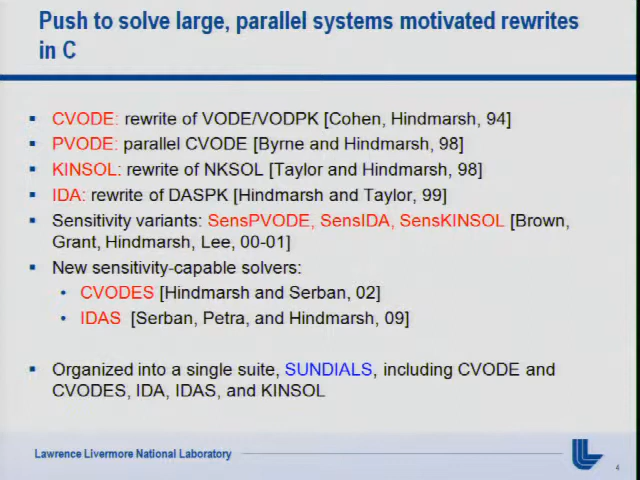 Push to solve large, parallel systems motivated rewrites
in C
▪ CVODE: rewrite of VODE/VODPK [Cohen, Hindmarsh, 94]
▪ PVODE: parallel CVODE [Byrne and Hindmarsh, 98]
▪ KINSOL: rewrite of NKSOL [Taylor and Hindmarsh, 98]
▪ IDA: rewrite of DASPK [Hindmarsh and Taylor, 99]
▪ Sensitivity variants: SensPVODE, SensIDA, SensKINSOL [Brown,
Grant, Hindmarsh, Lee, 00-01]
▪ New sensitivity-capable solvers:
• CVODES [Hindmarsh and Serban, 02]
• IDAS [Serban, Petra, and Hindmarsh, 09]
▪ Organized into a single suite, SUNDIALS, including CVODE and
CVODES, IDA, IDAS, and KINSOL
Lawrence Livermore National Laboratory
4